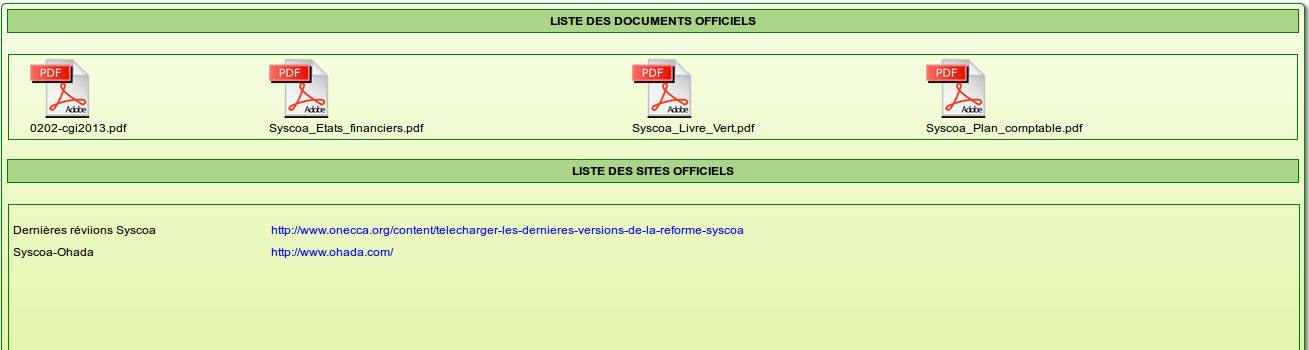 LISTE DES DOCUMENTS OFFICIELS
PDF PDF PDF PDF
Adobe Adobe Adobe Adobe
0202-cgi2013.pdf Syscoa_Etats_financiers.pdf Syscoa_Livre_Vert.pdf Syscoa_Plan_comptable.pdf
LISTE DES SITES OFFICIELS
Dernières réviions Syscoa http://www.onecca.org/content/telecharger-les-dernieres-versions-de-la-reforme-syscoa
Syscoa-Ohada http://www.ohada.com/